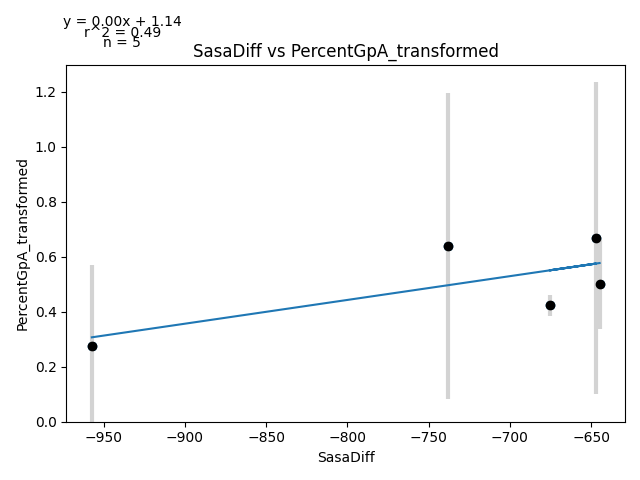 y = 0.00x + 1.14
r^2 = 0.49
n = 5
SasaDiff vs PercentGpA_transformed
PercentGpA_transformed
1.2
1.0
0.8
0.6
0.4
0.2
0.0
−950
−900
−850
−800
−750
−700
−650
SasaDiff